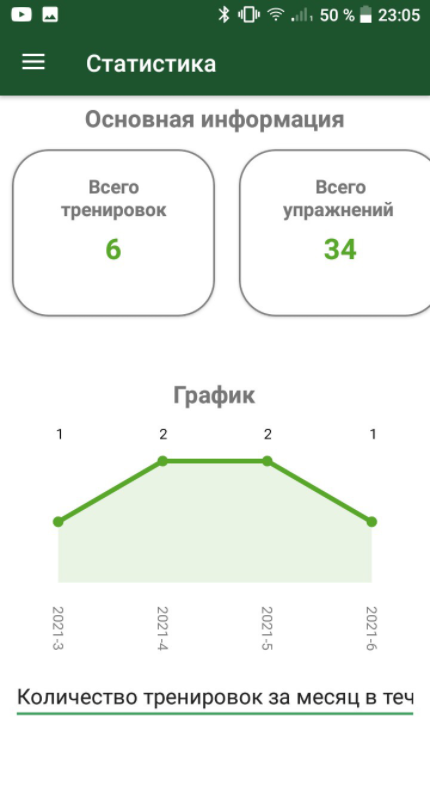 50 % 23:05
Статистика
Основная информация
Всего
тренировок
6
Всего
упражнений
34
График
1 2 2 1
2021-3 2021-4 2021-5 2021-6
Количество тренировок за месяц в теч